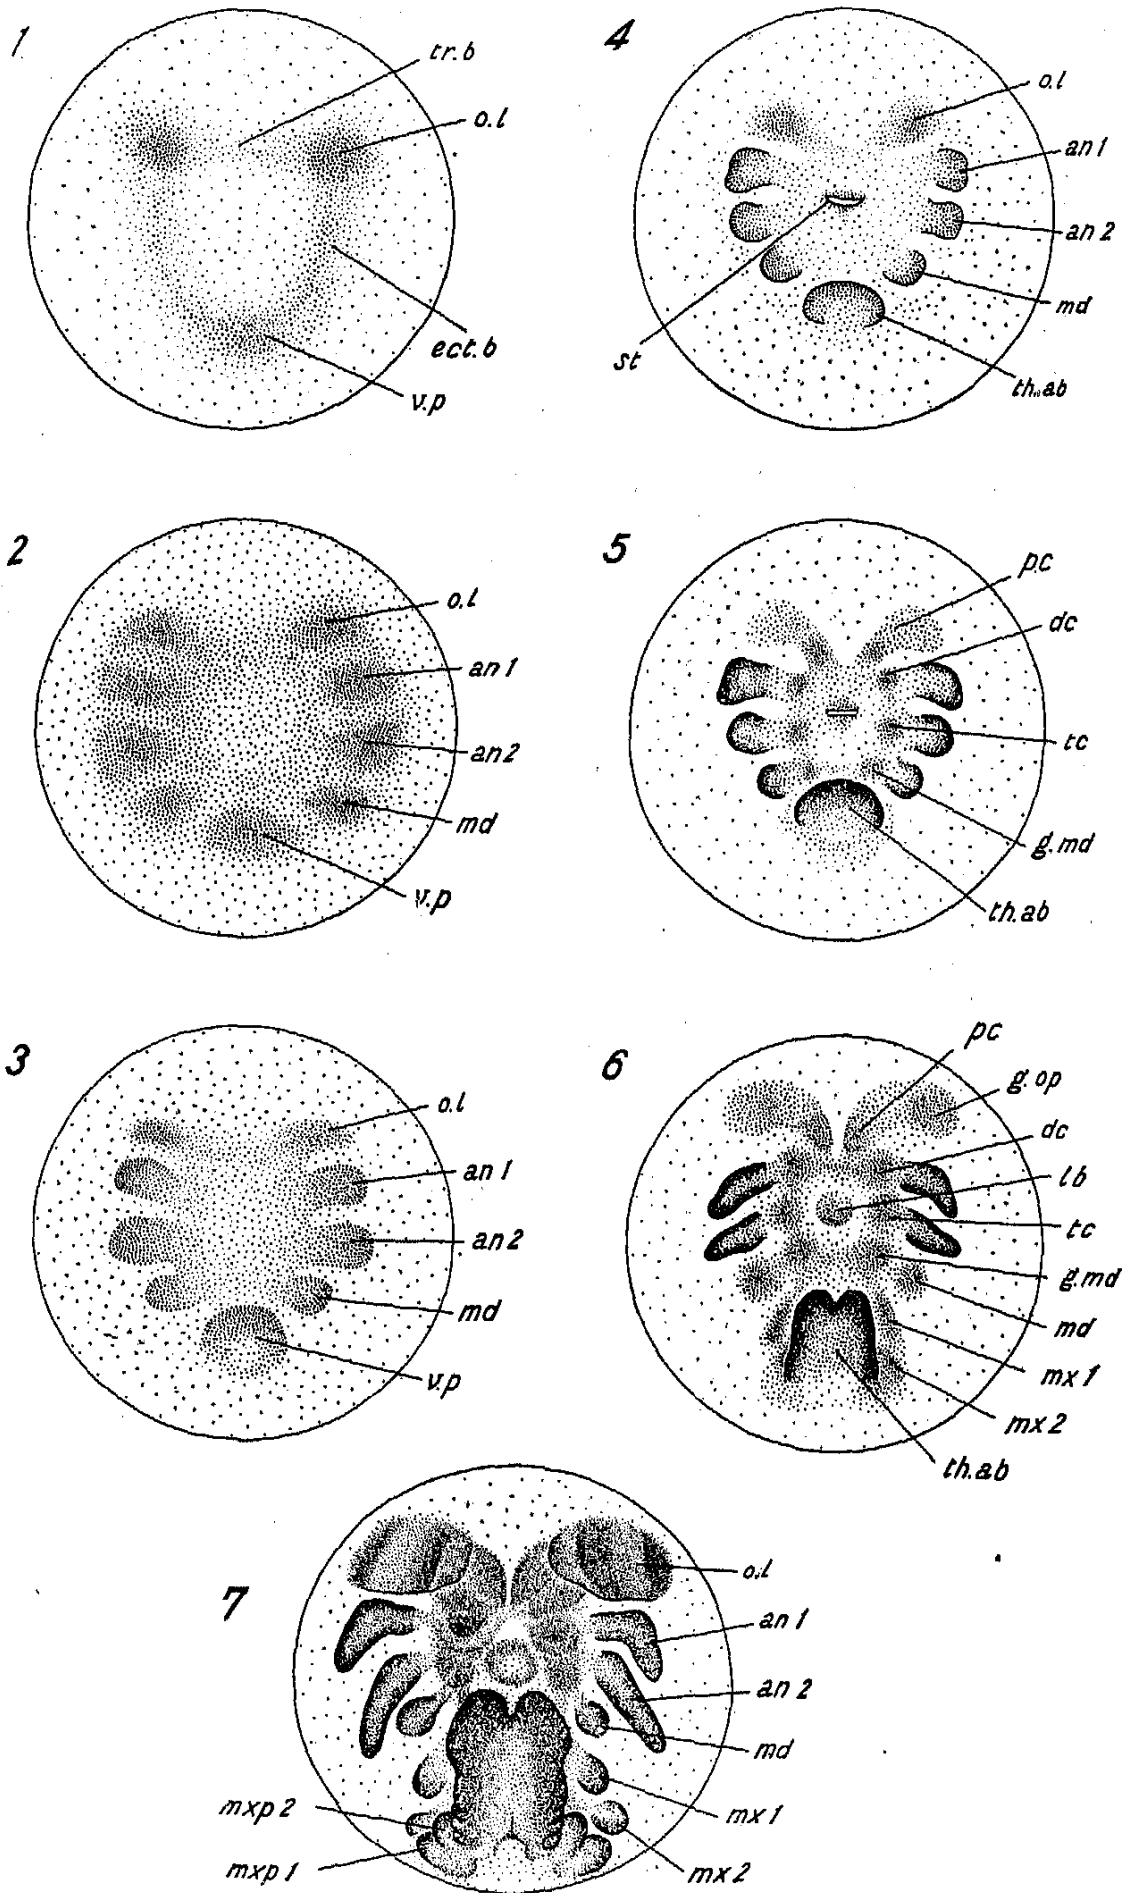 1
tr.b
o.l
ect.b
v.p
2
o.l
an 1
an 2
md
v.p
3
o.l
an 1
an 2
md
v.p
4
o.l
an 1
an 2
md
st
th.ab
5
p.c
dc
tc
g.md
th.ab
6
pc
g.op
dc
lb
tc
g.md
md
mx 1
mx 2
th.ab
7
o.l
an 1
an 2
md
mx 1
mx 2
mxp 2
mxp 1